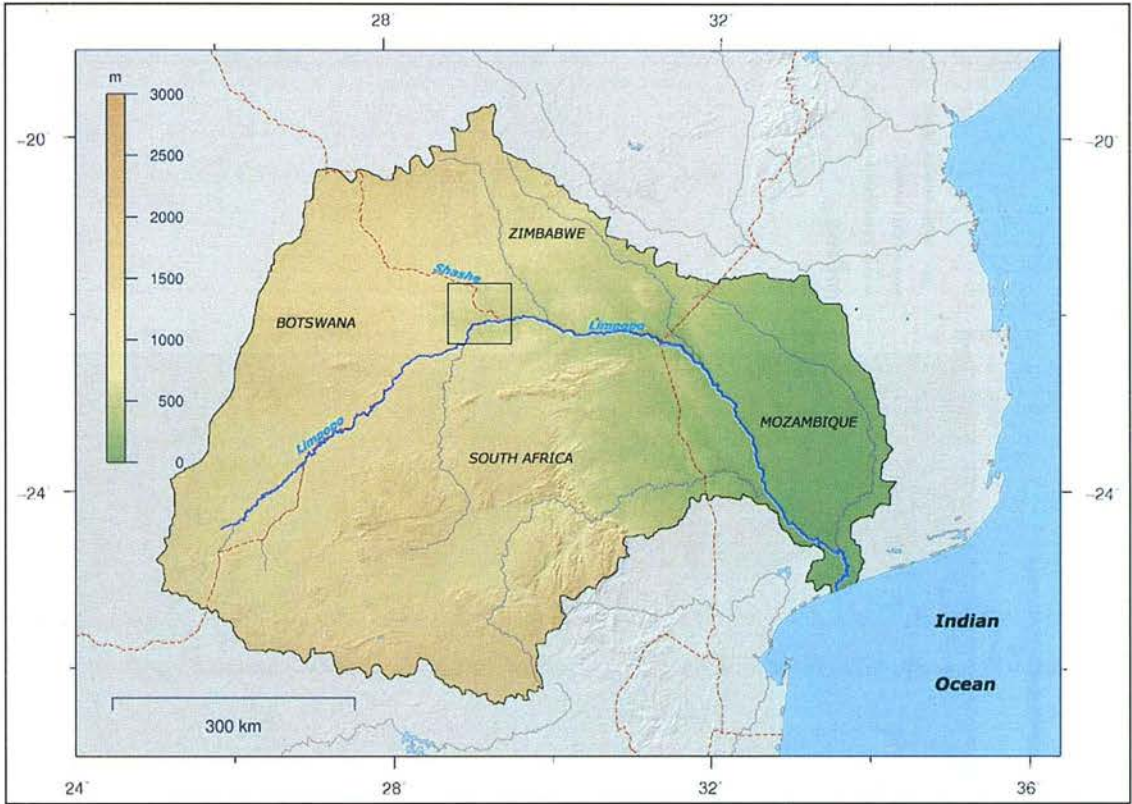 28
32
m
3000
2500
2000
1500
1000
500
0
-20
-20
-24
-24
ZIMBABWE
Shashe
BOTSWANA
Limpopo
Limpopo
MOZAMBIQUE
SOUTH AFRICA
Indian
Ocean
300 km
24
28
32
36